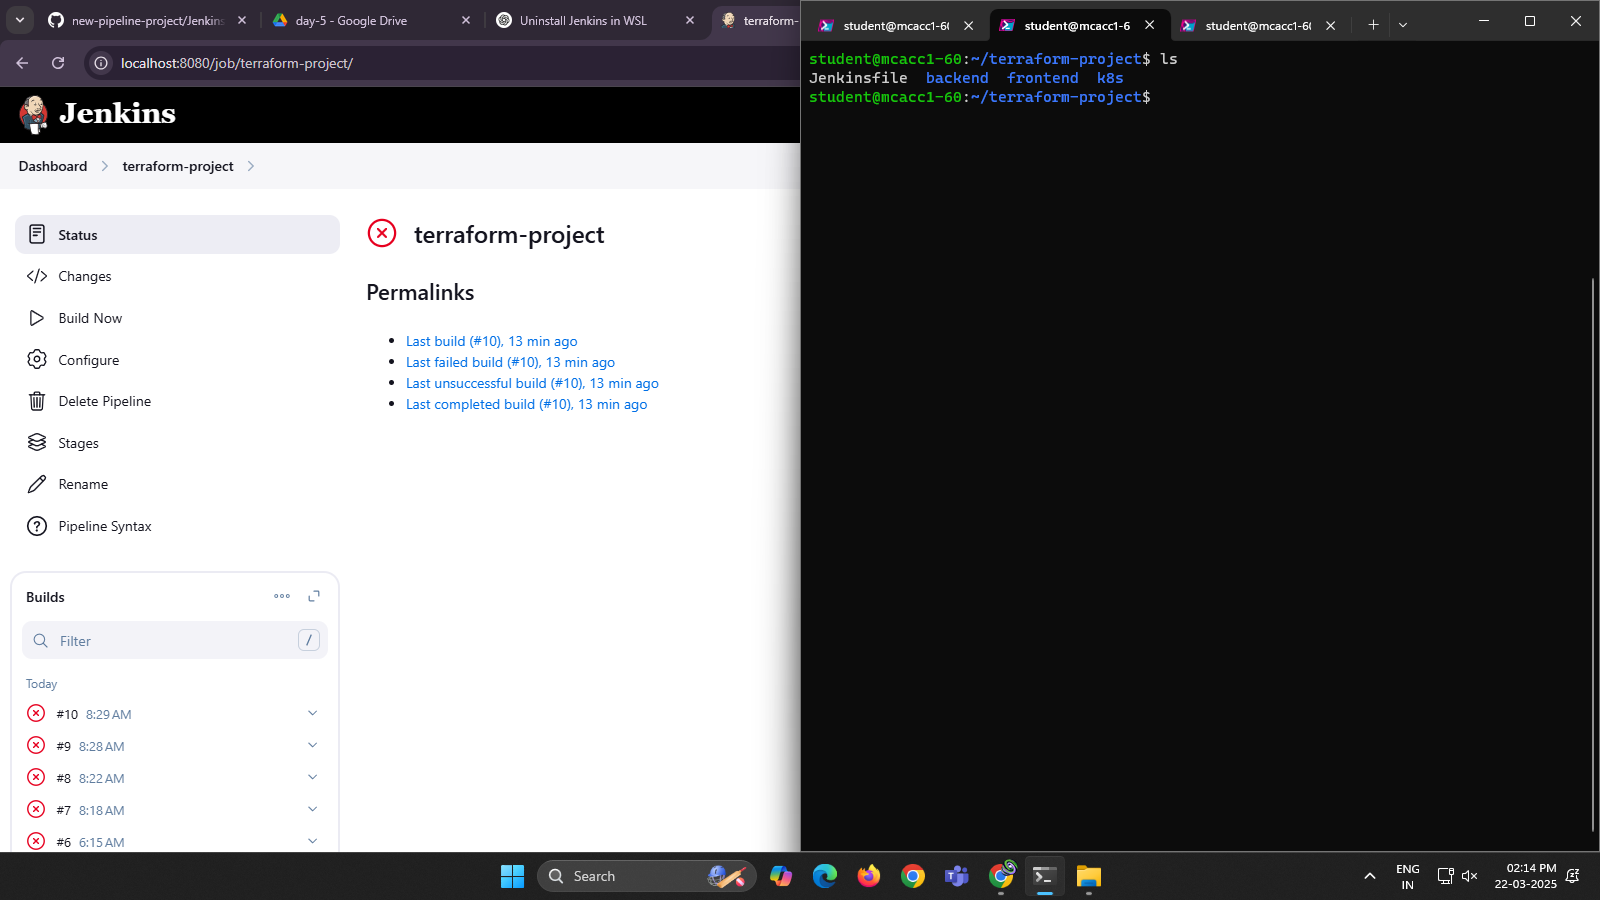 new-pipeline-project/Jenkins
day-5 - Google Drive
Uninstall Jenkins in WSL
terraform-
localhost:8080/job/terraform-project/
Jenkins
Dashboard
terraform-project
Status
Changes
Build Now
Configure
Delete Pipeline
Stages
Rename
Pipeline Syntax
Builds
Filter
/
Today
#10 8:29 AM
#9 8:28 AM
#8 8:22 AM
#7 8:18 AM
#6 6:15 AM
terraform-project
Permalinks
Last build (#10), 13 min ago
Last failed build (#10), 13 min ago
Last unsuccessful build (#10), 13 min ago
Last completed build (#10), 13 min ago
student@mcacc1-60
student@mcacc1-6
student@mcacc1-60
student@mcacc1-60:~/terraform-project$ ls
Jenkinsfile backend frontend k8s
student@mcacc1-60:~/terraform-project$
Search
ENG
IN
02:14 PM
22-03-2025